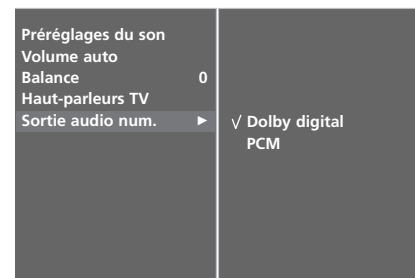 Préréglages du son
Volume auto
Balance 0
Haut-parleurs TV
Sortie audio num. ►
√ Dolby digital
PCM